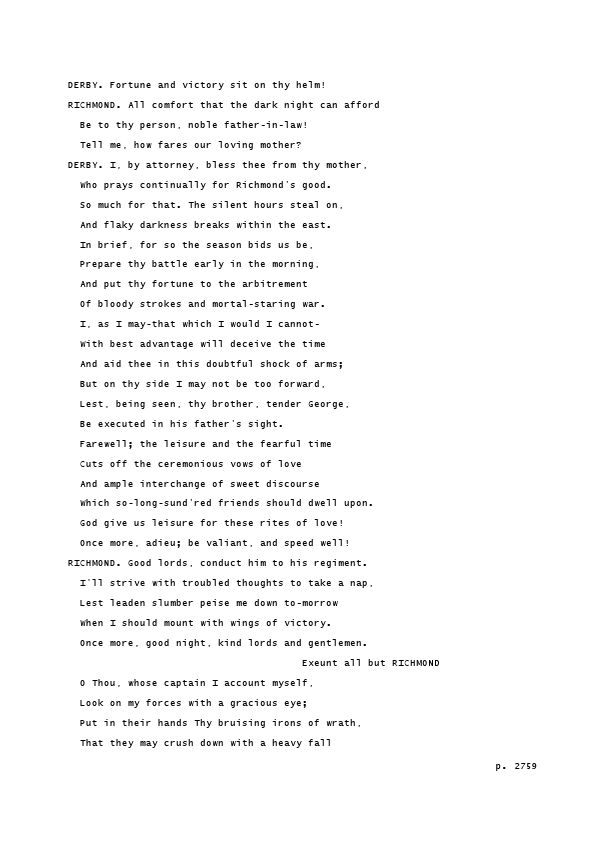 DERBY. Fortune and victory sit on thy helm!
RICHMOND. All comfort that the dark night can afford
Be to thy person, noble father-in-law!
Tell me, how fares our loving mother?
DERBY. I, by attorney, bless thee from thy mother,
Who prays continually for Richmond's good.
So much for that. The silent hours steal on,
And flaky darkness breaks within the east.
In brief, for so the season bids us be,
Prepare thy battle early in the morning,
And put thy fortune to the arbitrement
Of bloody strokes and mortal-staring war.
I, as I may-that which I would I cannot-
With best advantage will deceive the time
And aid thee in this doubtful shock of arms;
But on thy side I may not be too forward,
Lest, being seen, thy brother, tender George,
Be executed in his father's sight.
Farewell; the leisure and the fearful time
Cuts off the ceremonious vows of love
And ample interchange of sweet discourse
Which so-long-sund'red friends should dwell upon.
God give us leisure for these rites of love!
Once more, adieu; be valiant, and speed well!
RICHMOND. Good lords, conduct him to his regiment.
I'll strive with troubled thoughts to take a nap,
Lest leaden slumber peise me down to-morrow
When I should mount with wings of victory.
Once more, good night, kind lords and gentlemen.
Exeunt all but RICHMOND
O Thou, whose captain I account myself,
Look on my forces with a gracious eye;
Put in their hands Thy bruising irons of wrath,
That they may crush down with a heavy fall
p. 2759